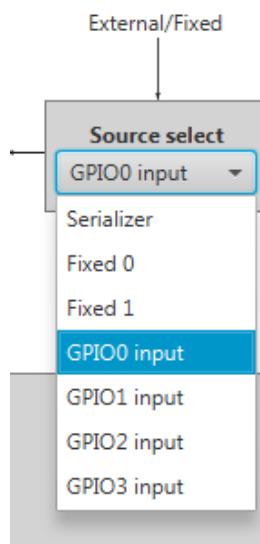 External/Fixed
Source select
GPIO0 input
Serializer
Fixed 0
Fixed 1
GPIO0 input
GPIO1 input
GPIO2 input
GPIO3 input